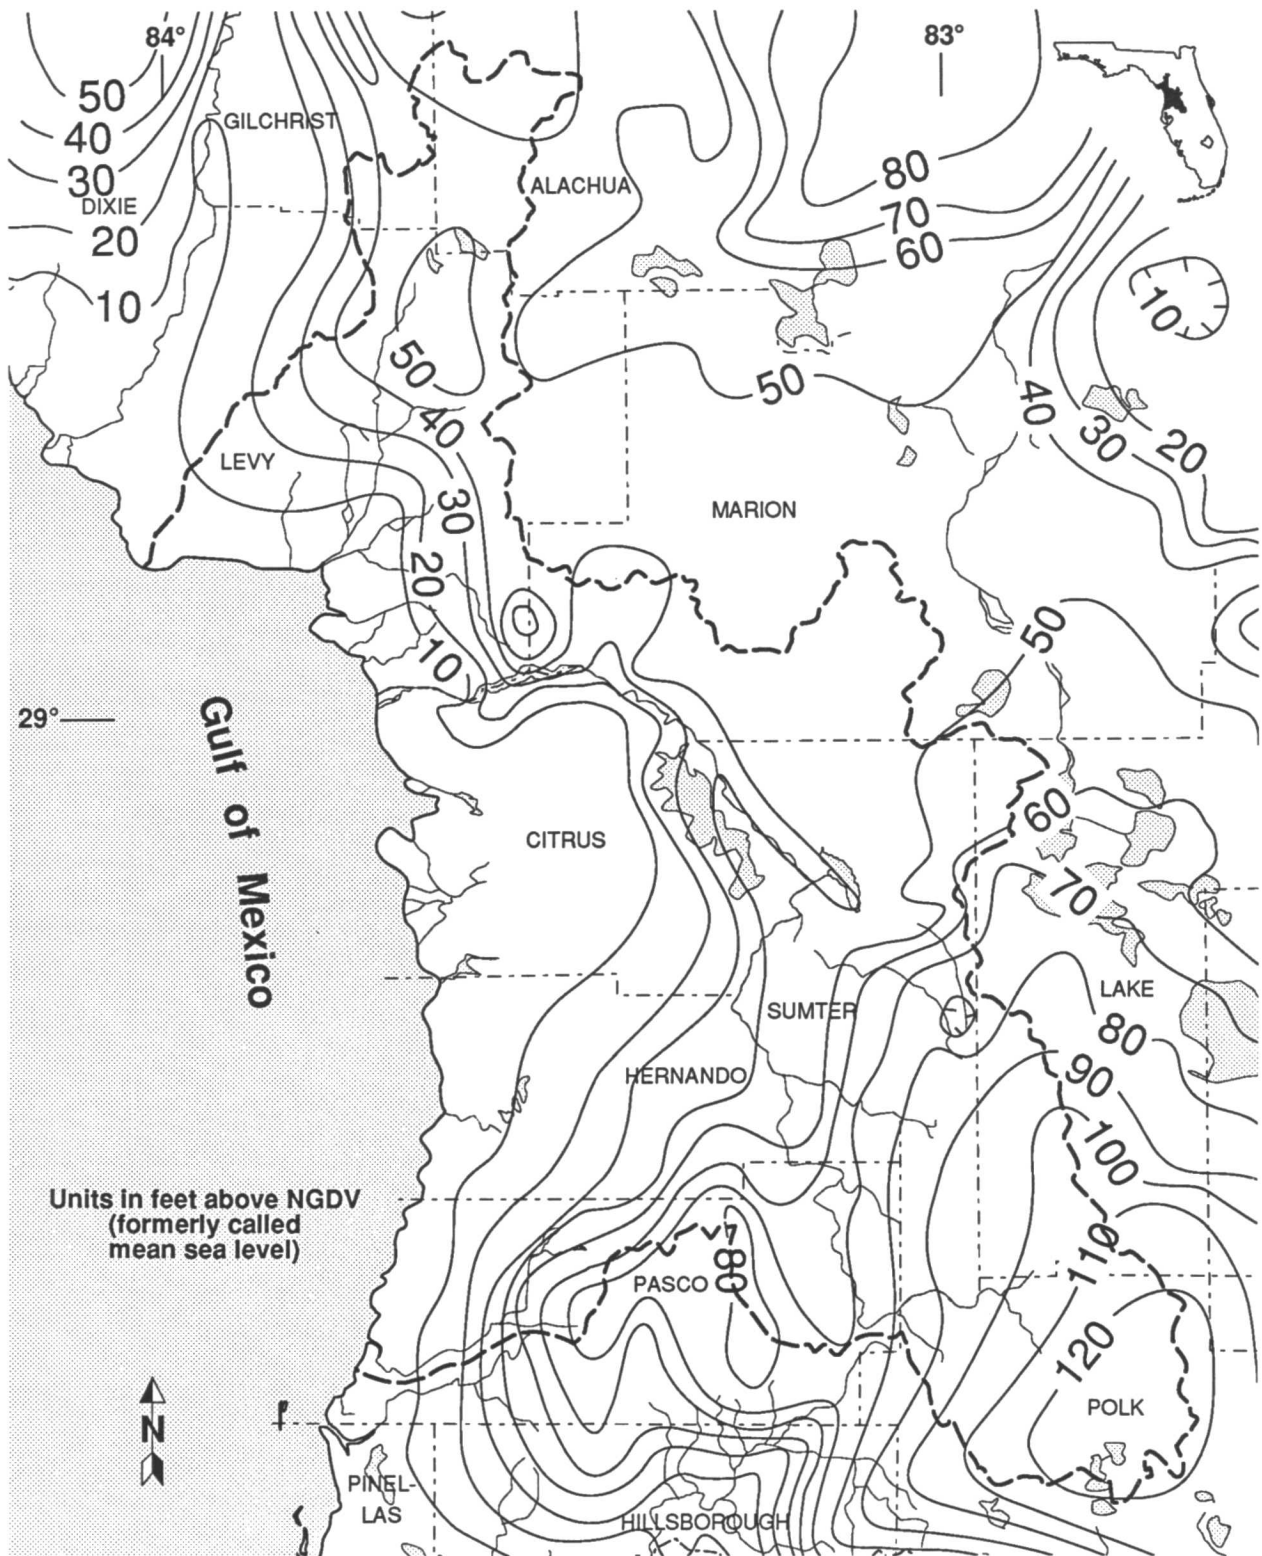 84°
83°
50
40
GILCHRIST
30
DIXIE
ALACHUA
80
20
70
60
10
10
50
50
40
40
30
20
LEVY
30
MARION
20
50
10
29°
Gulf of Mexico
60
CITRUS
70
LAKE
SUMTER
80
HERNANDO
90
100
Units in feet above NGDV
(formerly called
mean sea level)
110
80
PASCO
120
N
POLK
PINEL-
LAS
HILLSBOROUGH